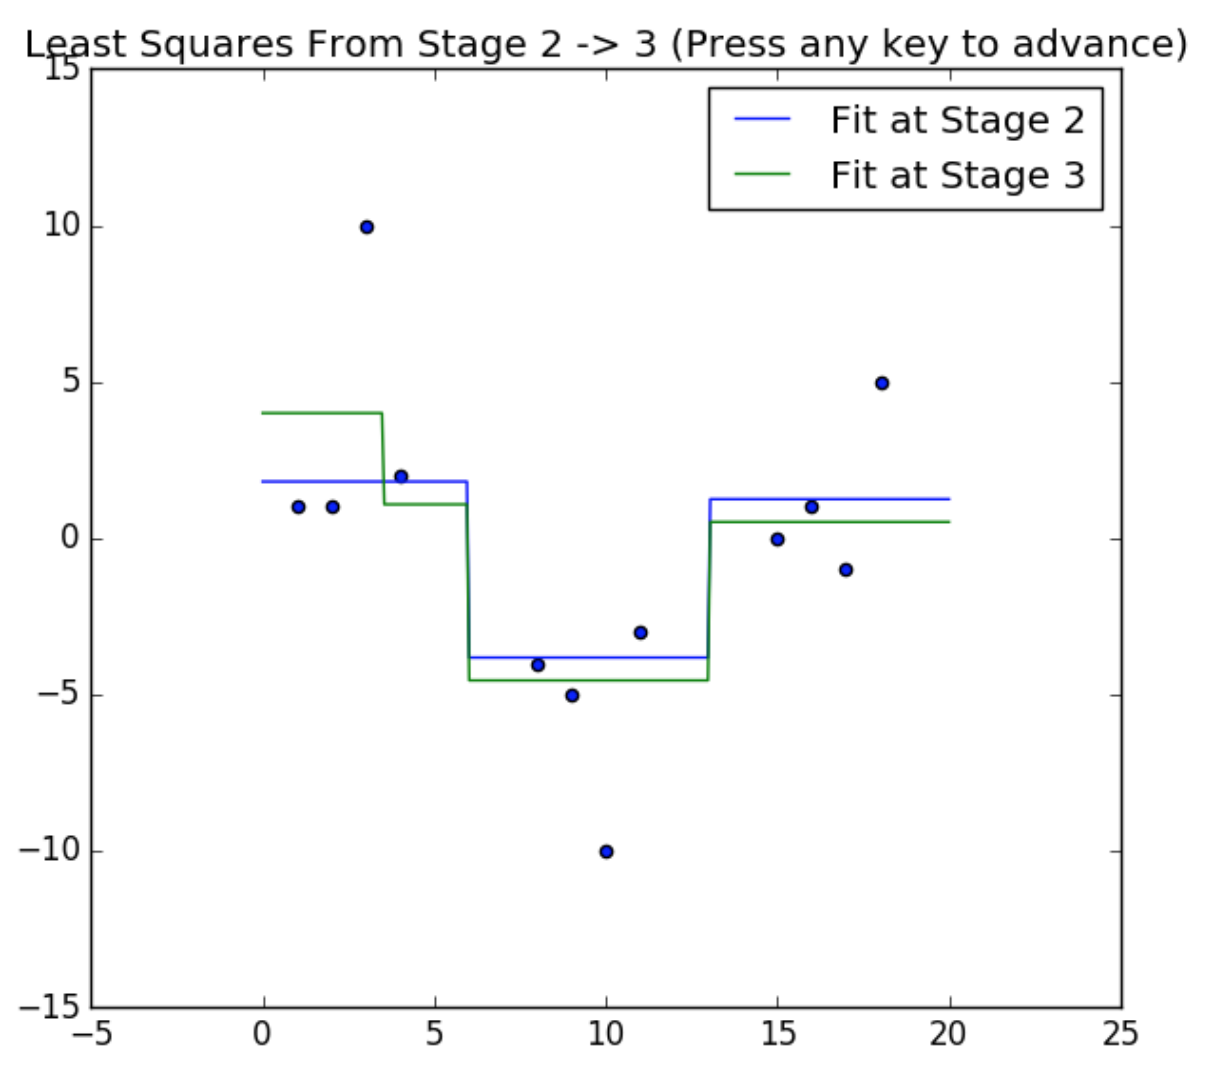 Least Squares From Stage 2 -> 3 (Press any key to advance)
15
Fit at Stage 2
Fit at Stage 3
10
5
0
−5
−10
−15
−5 0 5 10 15 20 25